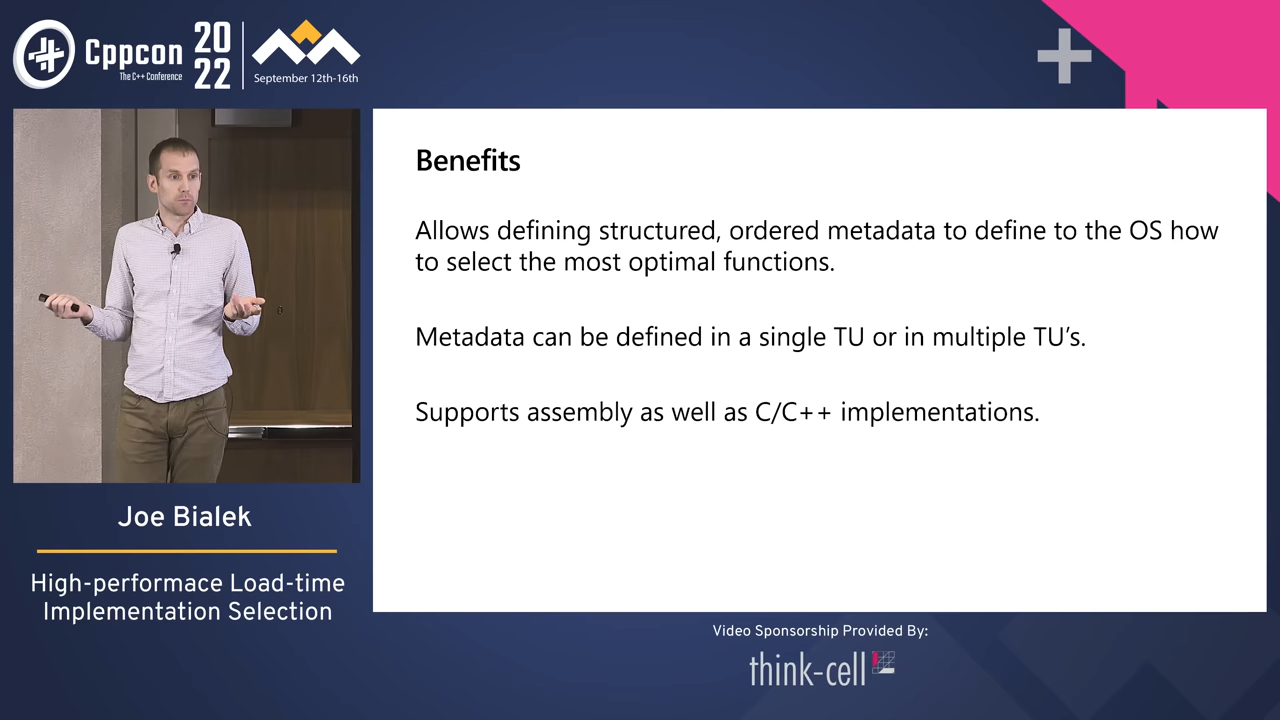 Cppcon
The C++ Conference
20
22
September 12th-16th
Benefits
Allows defining structured, ordered metadata to define to the OS how
to select the most optimal functions.
Metadata can be defined in a single TU or in multiple TU's.
Supports assembly as well as C/C++ implementations.
Joe Bialek
High-performace Load-time
Implementation Selection
Video Sponsorship Provided By:
think-cell